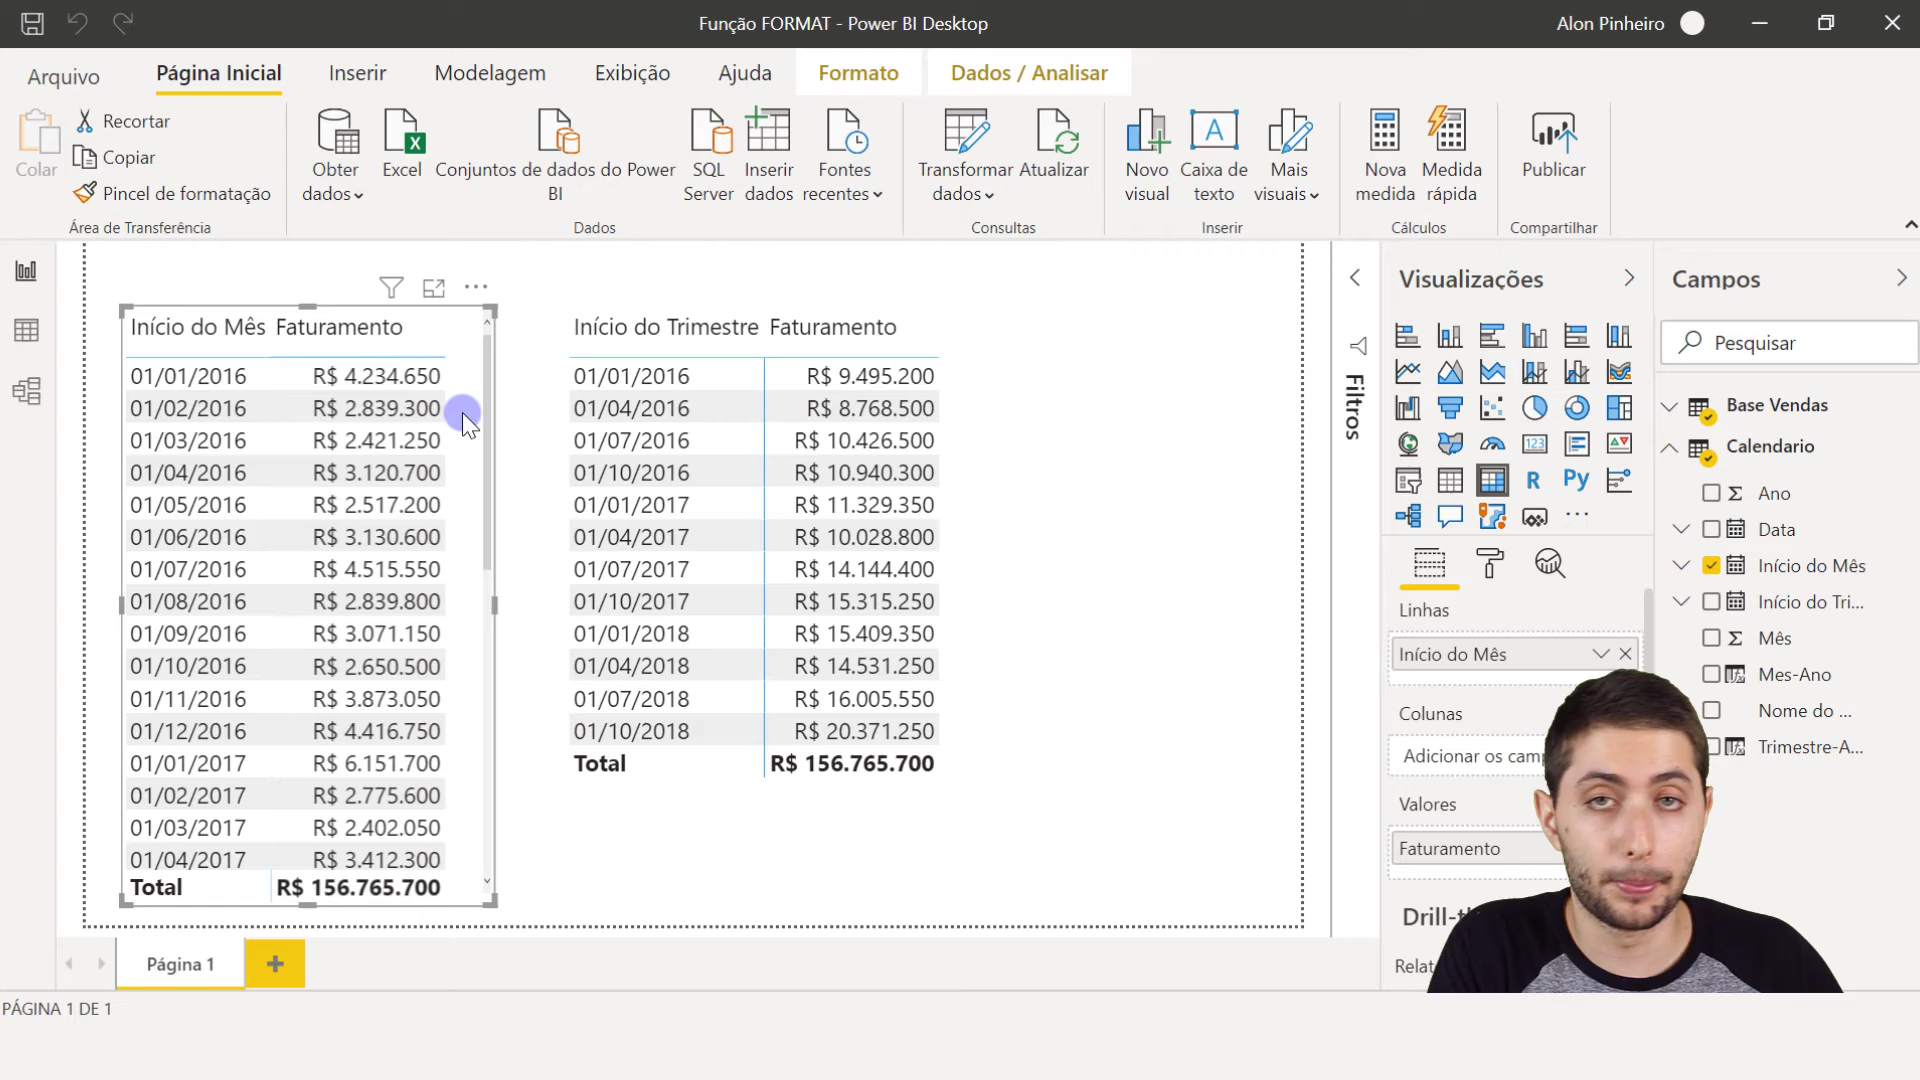 Função FORMAT - Power BI Desktop
Alon Pinheiro
Arquivo
Página Inicial
Inserir
Modelagem
Exibição
Ajuda
Formato
Dados / Analisar
Colar
Recortar
Copiar
Pincel de formatação
Área de Transferência
Obter dados
Excel
Conjuntos de dados do Power BI
SQL Server
Inserir dados
Fontes recentes
Dados
Transformar dados
Atualizar
Consultas
Novo visual
Caixa de texto
Mais visuais
Inserir
Nova medida
Medida rápida
Cálculos
Publicar
Compartilhar
Início do Mês Faturamento
01/01/2016 R$ 4.234.650
01/02/2016 R$ 2.839.300
01/03/2016 R$ 2.421.250
01/04/2016 R$ 3.120.700
01/05/2016 R$ 2.517.200
01/06/2016 R$ 3.130.600
01/07/2016 R$ 4.515.550
01/08/2016 R$ 2.839.800
01/09/2016 R$ 3.071.150
01/10/2016 R$ 2.650.500
01/11/2016 R$ 3.873.050
01/12/2016 R$ 4.416.750
01/01/2017 R$ 6.151.700
01/02/2017 R$ 2.775.600
01/03/2017 R$ 2.402.050
01/04/2017 R$ 3.412.300
Total R$ 156.765.700
Início do Trimestre Faturamento
01/01/2016 R$ 9.495.200
01/04/2016 R$ 8.768.500
01/07/2016 R$ 10.426.500
01/10/2016 R$ 10.940.300
01/01/2017 R$ 11.329.350
01/04/2017 R$ 10.028.800
01/07/2017 R$ 14.144.400
01/10/2017 R$ 15.315.250
01/01/2018 R$ 15.409.350
01/04/2018 R$ 14.531.250
01/07/2018 R$ 16.005.550
01/10/2018 R$ 20.371.250
Total R$ 156.765.700
Filtros
Visualizações
123
R
Py
Linhas
Início do Mês
Colunas
Adicionar os
Valores
Faturamento
Campos
Pesquisar
Base Vendas
Calendario
Ano
Data
Início do Mês
Início do Tri...
Mês
Mes-Ano
Nome do ...
Trimestre-A...
Página 1
PÁGINA 1 DE 1